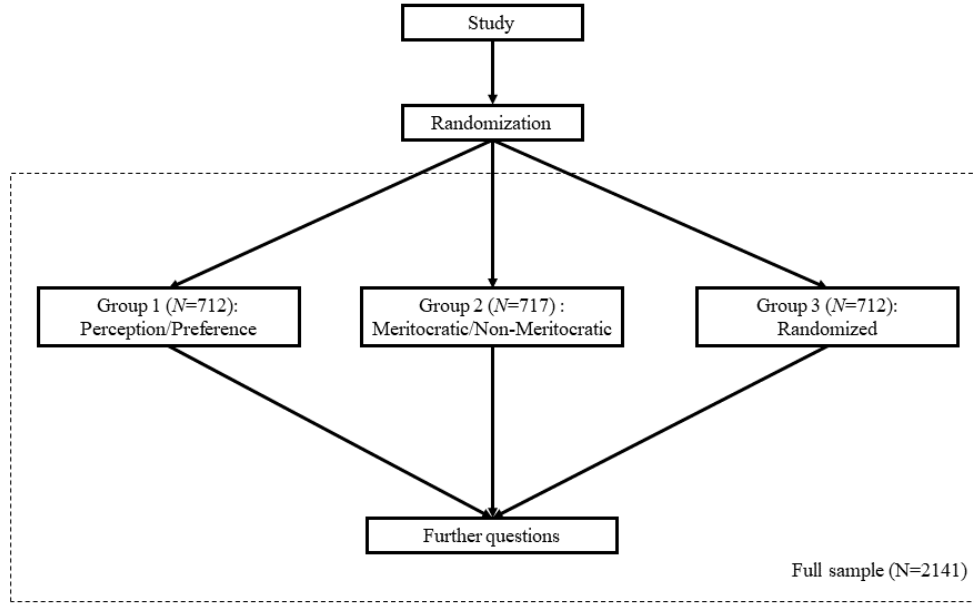 Study
Randomization
Group 1 (N=712):
Perception/Preference
Group 2 (N=717) :
Meritocratic/Non-Meritocratic
Group 3 (N=712):
Randomized
Further questions
Full sample (N=2141)